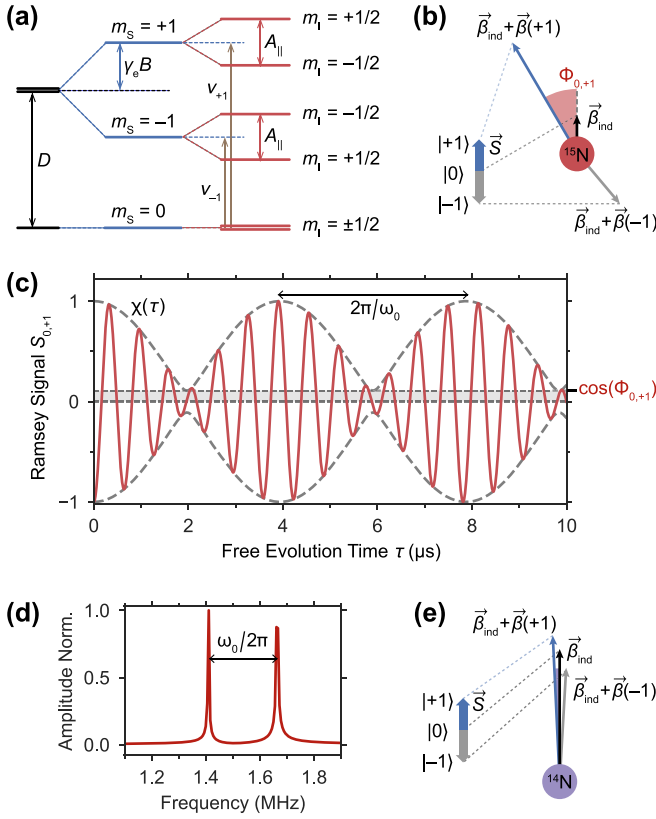 (a)
m_S = +1
γ_eB
m_S = −1
D
m_S = 0
ν_+1
ν_−1
A_||
A_||
m_I = +1/2
m_I = −1/2
m_I = −1/2
m_I = +1/2
m_I = ±1/2
(b)
β⃗_ind+β⃗(+1)
Φ_0,+1
β⃗_ind
|+1⟩
S⃗
|0⟩
|−1⟩
¹⁵N
β⃗_ind+β⃗(−1)
(c)
χ(τ)
2π/ω₀
Ramsey Signal S_0,+1
1
0
−1
cos(Φ_0,+1)
0 2 4 6 8 10
Free Evolution Time τ (µs)
(d)
Amplitude Norm.
1.0
0.5
0.0
ω₀/2π
1.2 1.4 1.6 1.8
Frequency (MHz)
(e)
β⃗_ind+β⃗(+1)
β⃗_ind
β⃗_ind+β⃗(−1)
|+1⟩
S⃗
|0⟩
|−1⟩
¹⁴N